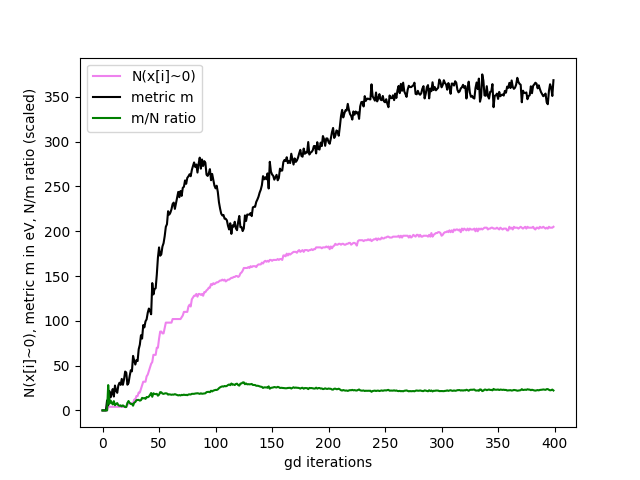 N(x[i]~0)
metric m
m/N ratio
N(x[i]~0), metric m in eV, N/m ratio (scaled)
350
300
250
200
150
100
50
0
0 50 100 150 200 250 300 350 400
gd iterations